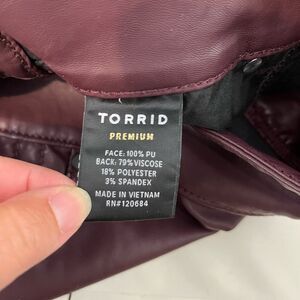 TORRID
PREMIUM
FACE: 100% PU
BACK: 79% VISCOSE
18% POLYESTER
3% SPANDEX
MADE IN VIETNAM
RN#120684